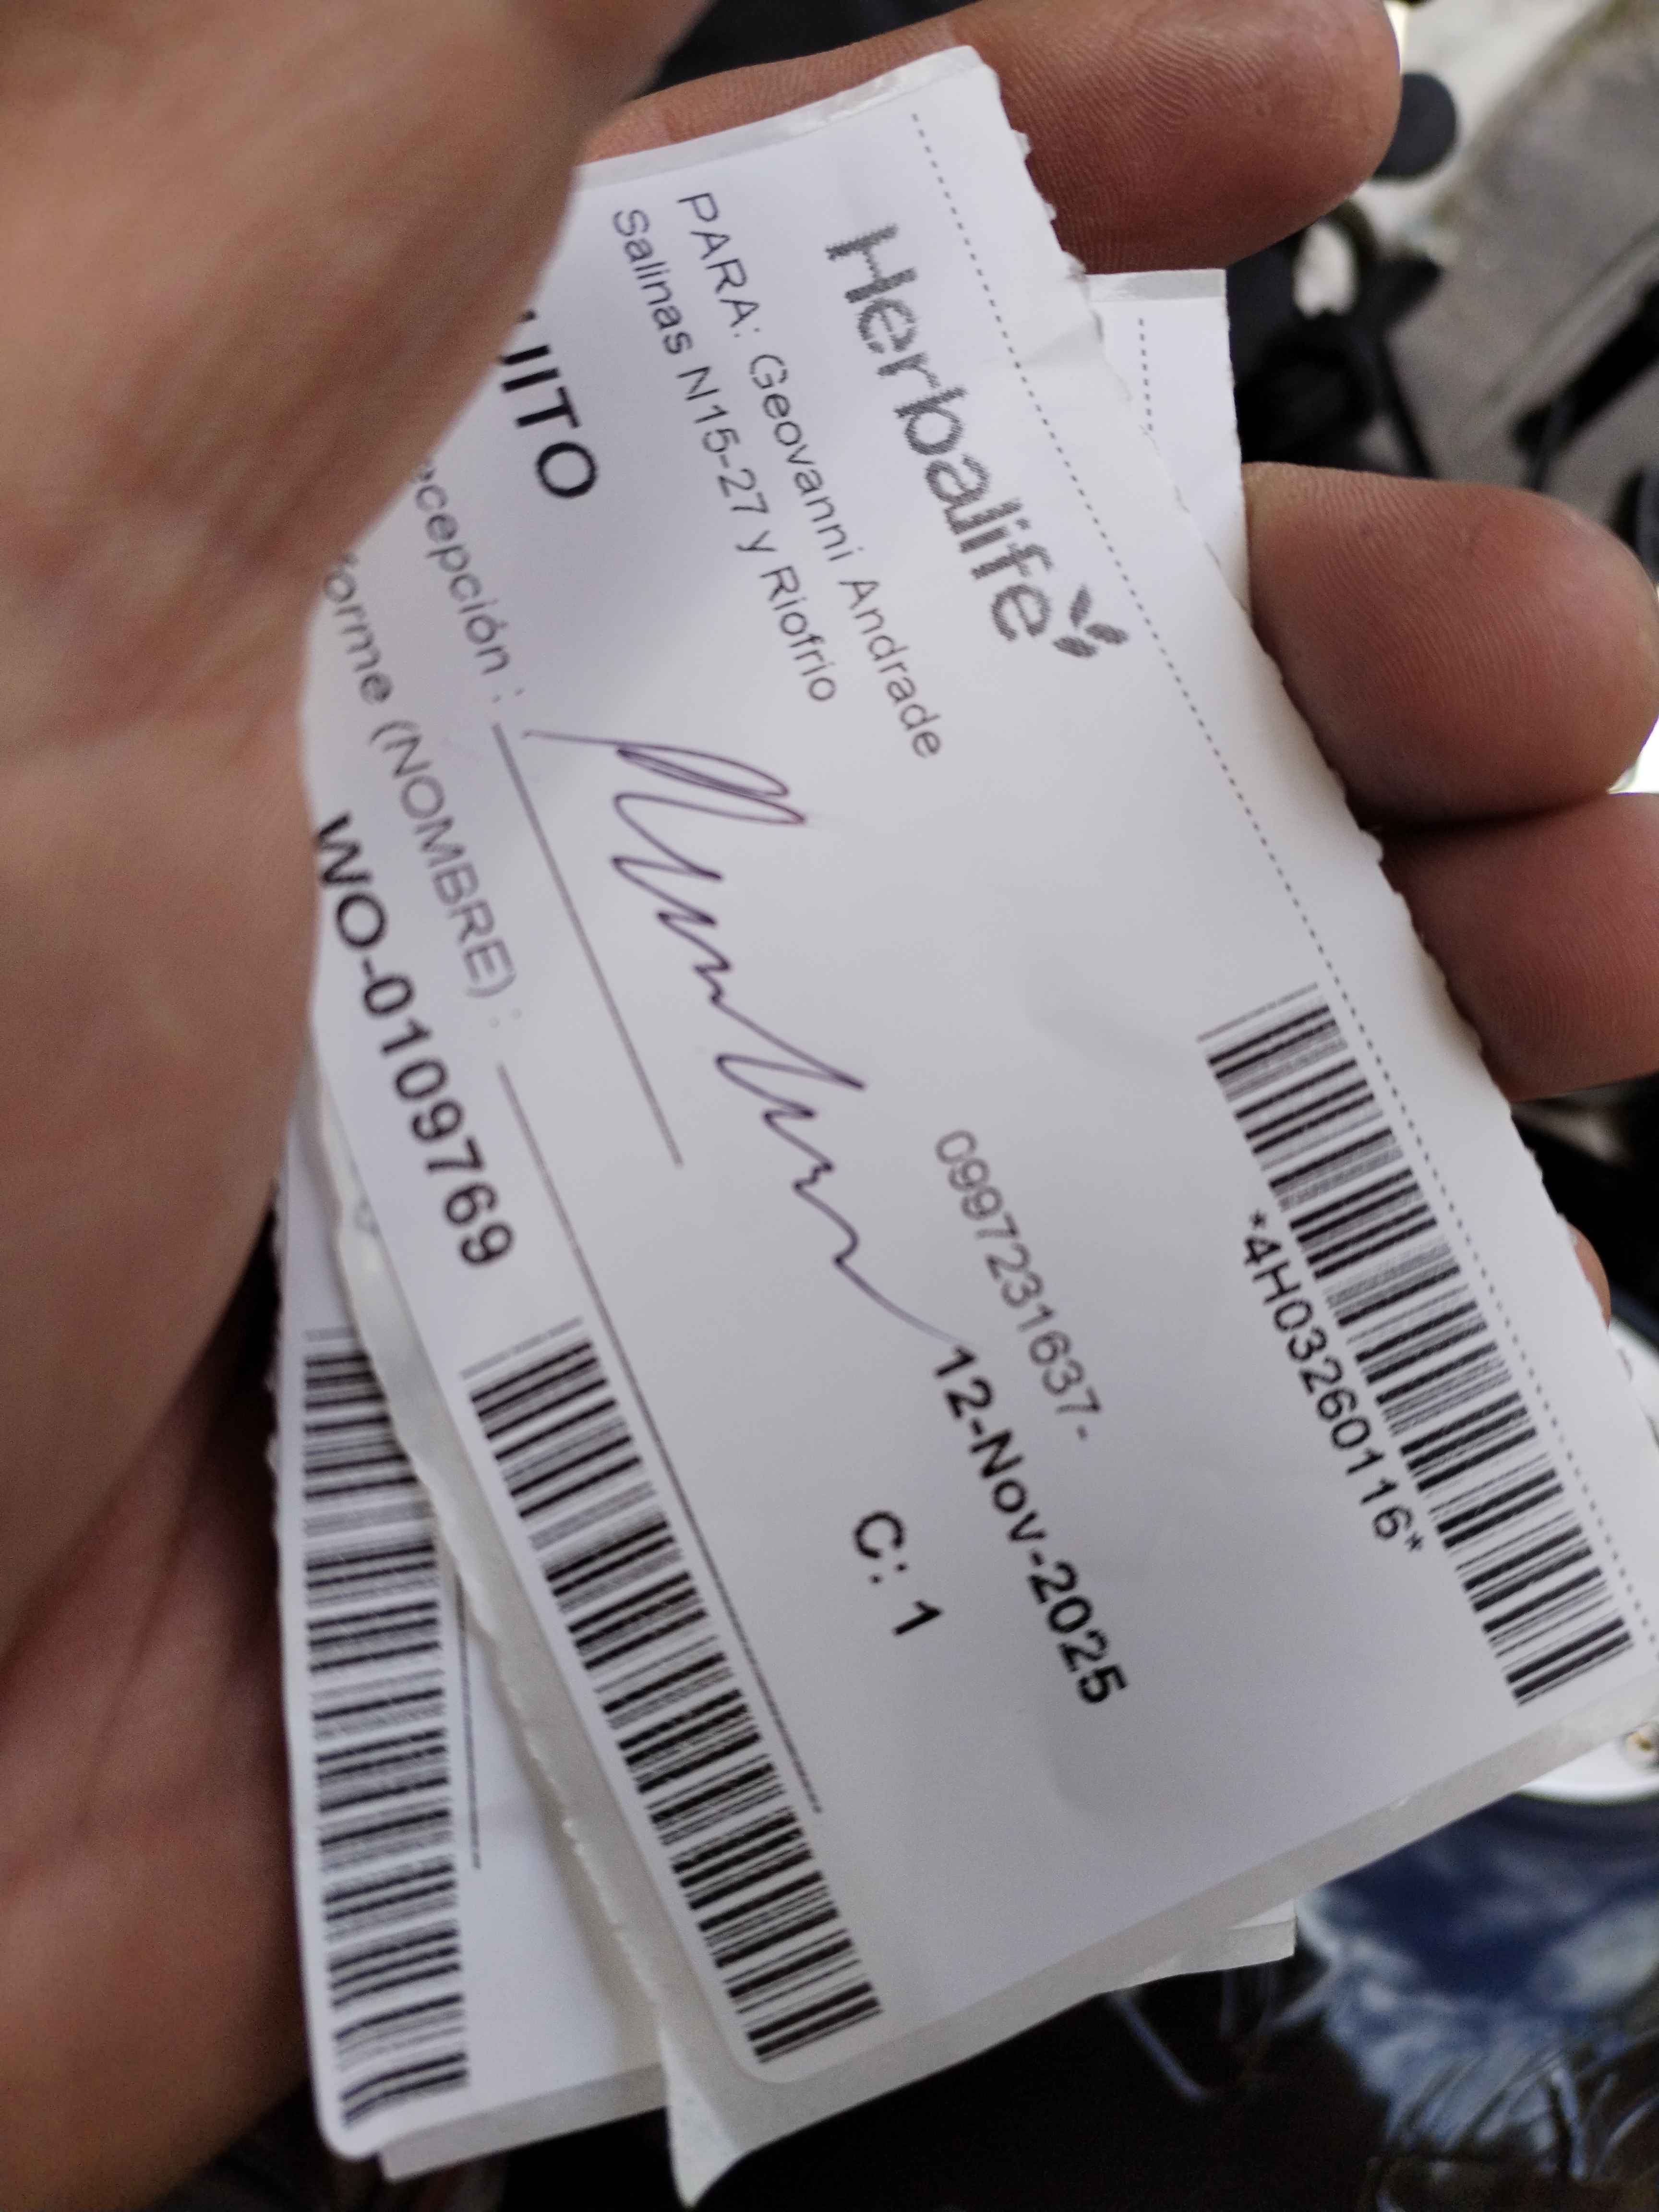 *4H03260116*
Herbalife
PARA: Geovanni Andrade
0997231637-
Salinas N15-27 y Riofrio
12-Nov-2025
UITO
C: 1
ecepción :
forme (NOMBRE) :
WO-0109769